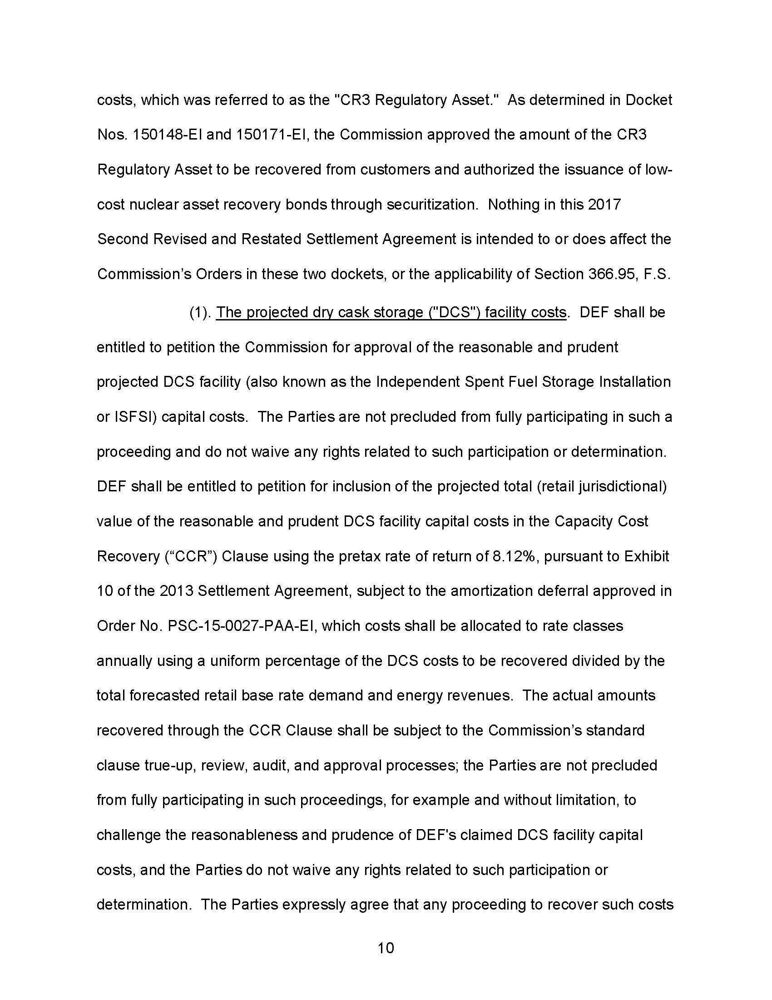 costs, which was referred to as the "CR3 Regulatory Asset."  As determined in Docket
Nos. 150148-EI and 150171-EI, the Commission approved the amount of the CR3
Regulatory Asset to be recovered from customers and authorized the issuance of low-
cost nuclear asset recovery bonds through securitization.  Nothing in this 2017
Second Revised and Restated Settlement Agreement is intended to or does affect the
Commission’s Orders in these two dockets, or the applicability of Section 366.95, F.S.
(1). The projected dry cask storage ("DCS") facility costs.  DEF shall be
entitled to petition the Commission for approval of the reasonable and prudent
projected DCS facility (also known as the Independent Spent Fuel Storage Installation
or ISFSI) capital costs.  The Parties are not precluded from fully participating in such a
proceeding and do not waive any rights related to such participation or determination.
DEF shall be entitled to petition for inclusion of the projected total (retail jurisdictional)
value of the reasonable and prudent DCS facility capital costs in the Capacity Cost
Recovery (“CCR”) Clause using the pretax rate of return of 8.12%, pursuant to Exhibit
10 of the 2013 Settlement Agreement, subject to the amortization deferral approved in
Order No. PSC-15-0027-PAA-EI, which costs shall be allocated to rate classes
annually using a uniform percentage of the DCS costs to be recovered divided by the
total forecasted retail base rate demand and energy revenues.  The actual amounts
recovered through the CCR Clause shall be subject to the Commission’s standard
clause true-up, review, audit, and approval processes; the Parties are not precluded
from fully participating in such proceedings, for example and without limitation, to
challenge the reasonableness and prudence of DEF's claimed DCS facility capital
costs, and the Parties do not waive any rights related to such participation or
determination.  The Parties expressly agree that any proceeding to recover such costs
10